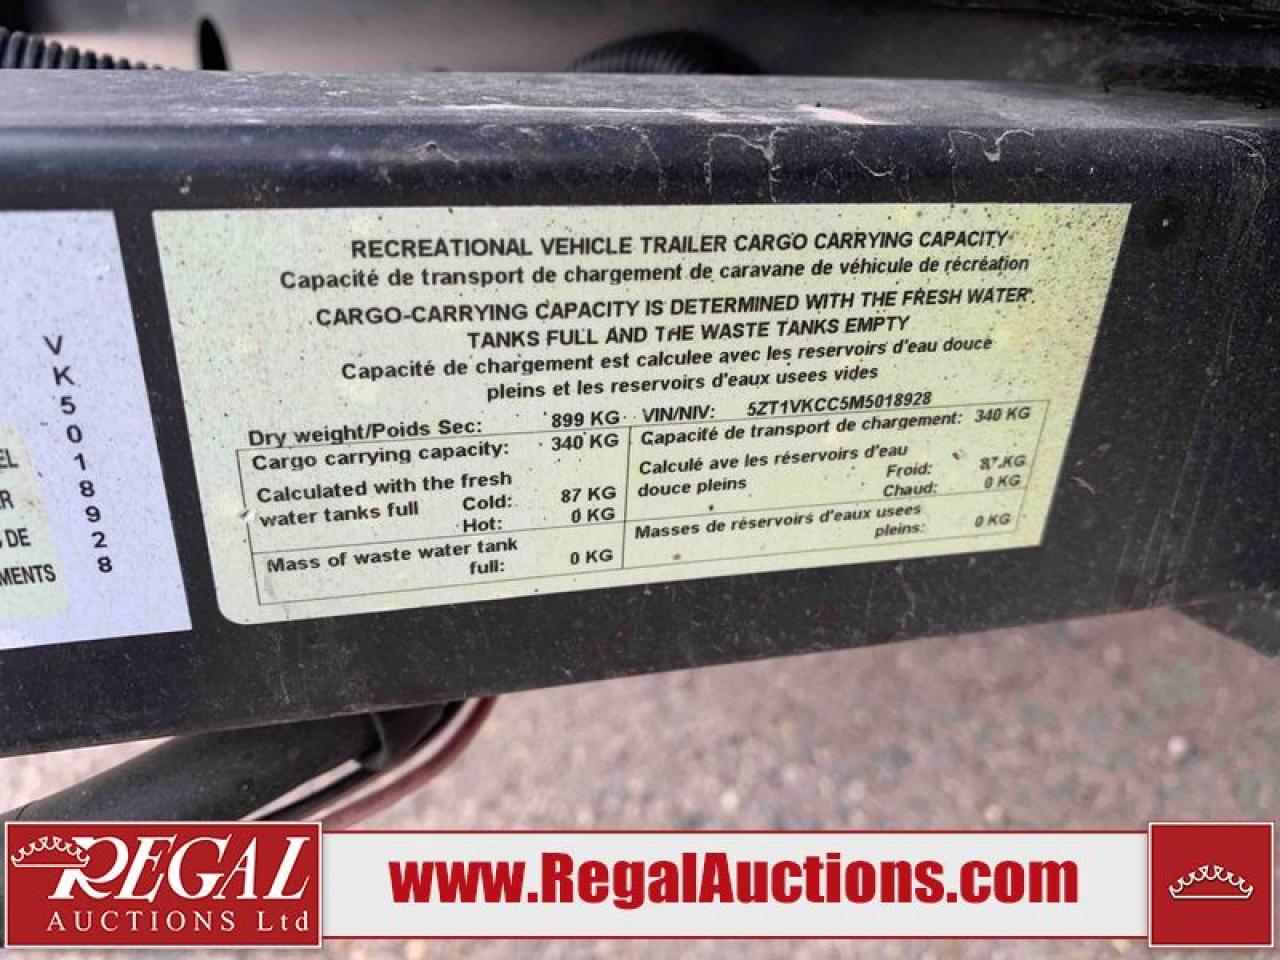 RECREATIONAL VEHICLE TRAILER CARGO CARRYING CAPACITY
Capacité de transport de chargement de caravane de véhicule de récréation
CARGO-CARRYING CAPACITY IS DETERMINED WITH THE FRESH WATER
TANKS FULL AND THE WASTE TANKS EMPTY
Capacité de chargement est calculee avec les reservoirs d'eau douce
pleins et les reservoirs d'eaux usees vides
Dry weight/Poids Sec: 899 KG VIN/NIV: 5ZT1VKCC5M5018928
Cargo carrying capacity: 340 KG
Calculated with the fresh
water tanks full Cold: 87 KG
Hot: 0 KG
Mass of waste water tank
full: 0 KG
Capacité de transport de chargement: 340 KG
Calculé ave les réservoirs d'eau
douce pleins Froid: 87 KG
Chaud: 0 KG
Masses de réservoirs d'eaux usees
pleins: 0 KG
VK5018928
EL
ER
S DE
MENTS
REGAL
AUCTIONS Ltd
www.RegalAuctions.com